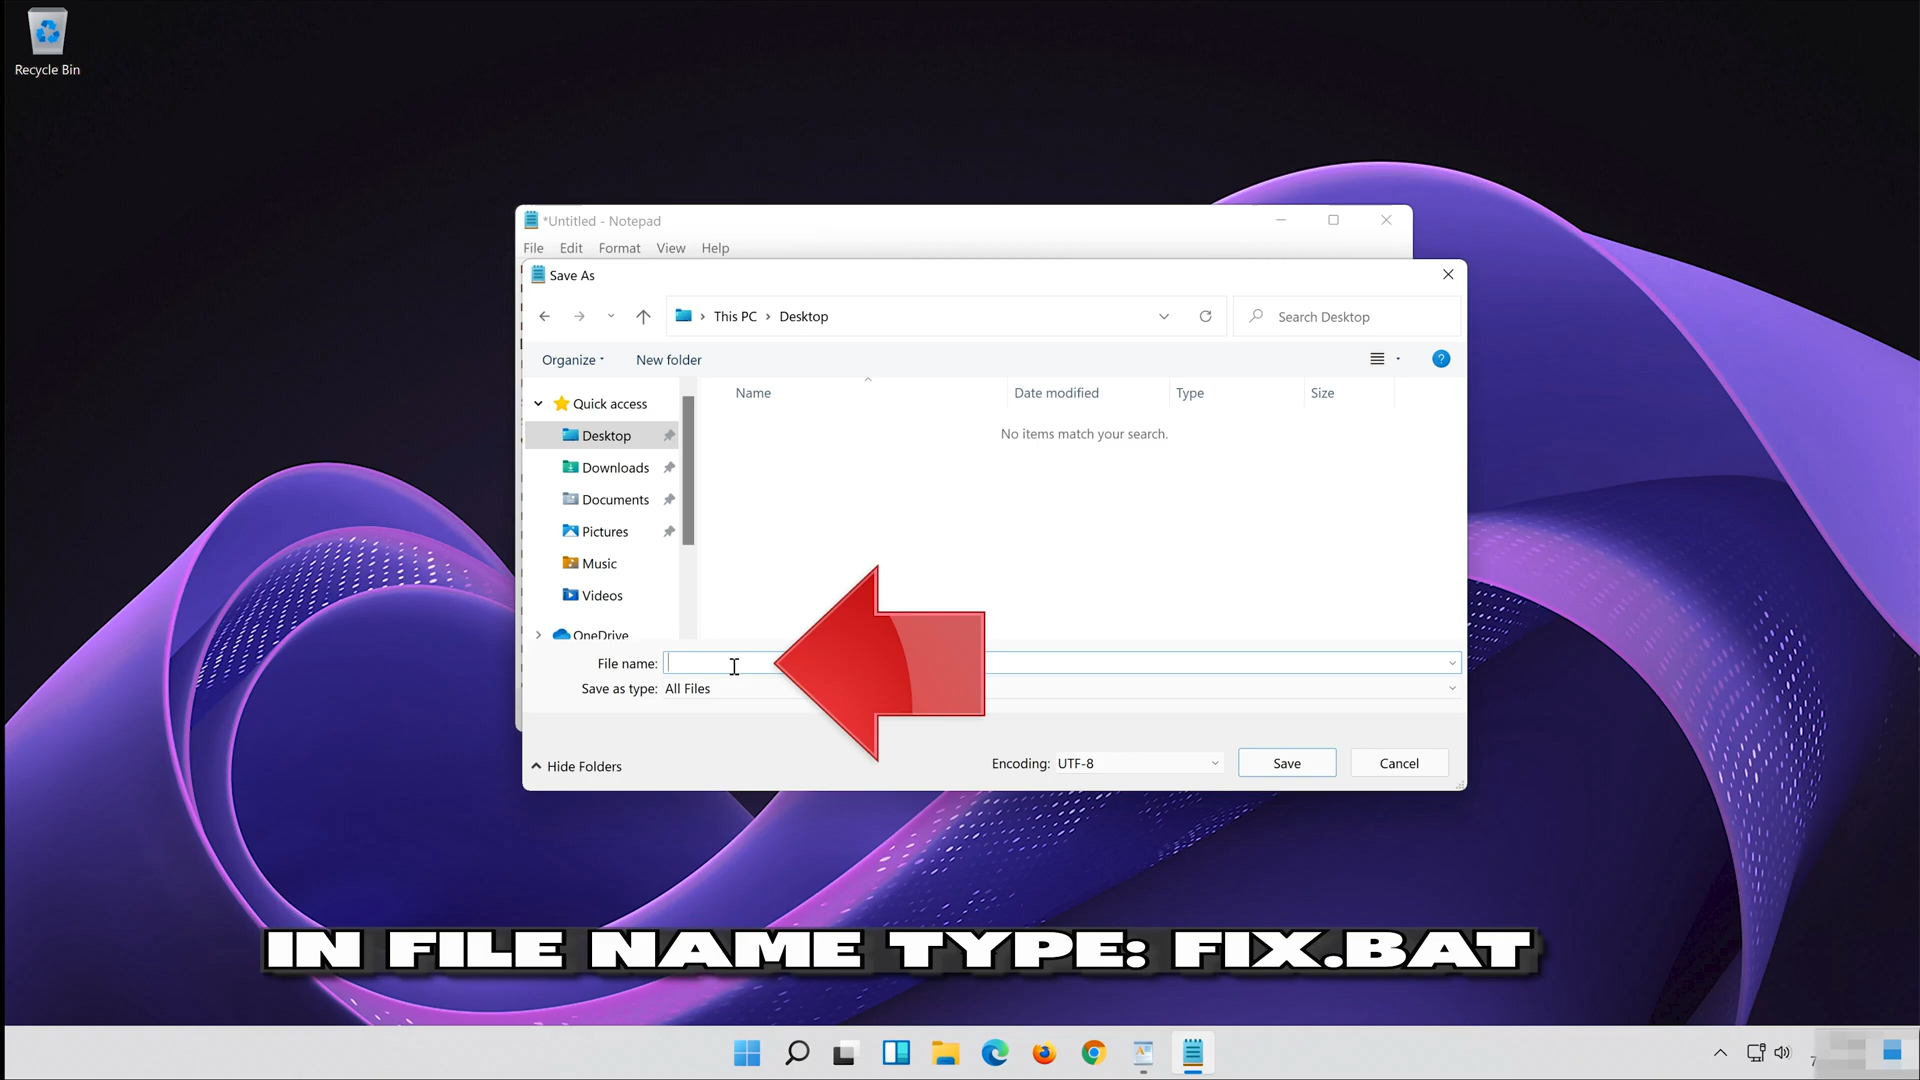 Recycle Bin
*Untitled - Notepad
File Edit Format View Help
Save As
This PC > Desktop
Search Desktop
Organize
New folder
Name
Date modified
Type
Size
No items match your search.
Quick access
Desktop
Downloads
Documents
Pictures
Music
Videos
OneDrive
File name:
Save as type: All Files
Hide Folders
Encoding: UTF-8
Save
Cancel
IN FILE NAME TYPE: FIX.BAT